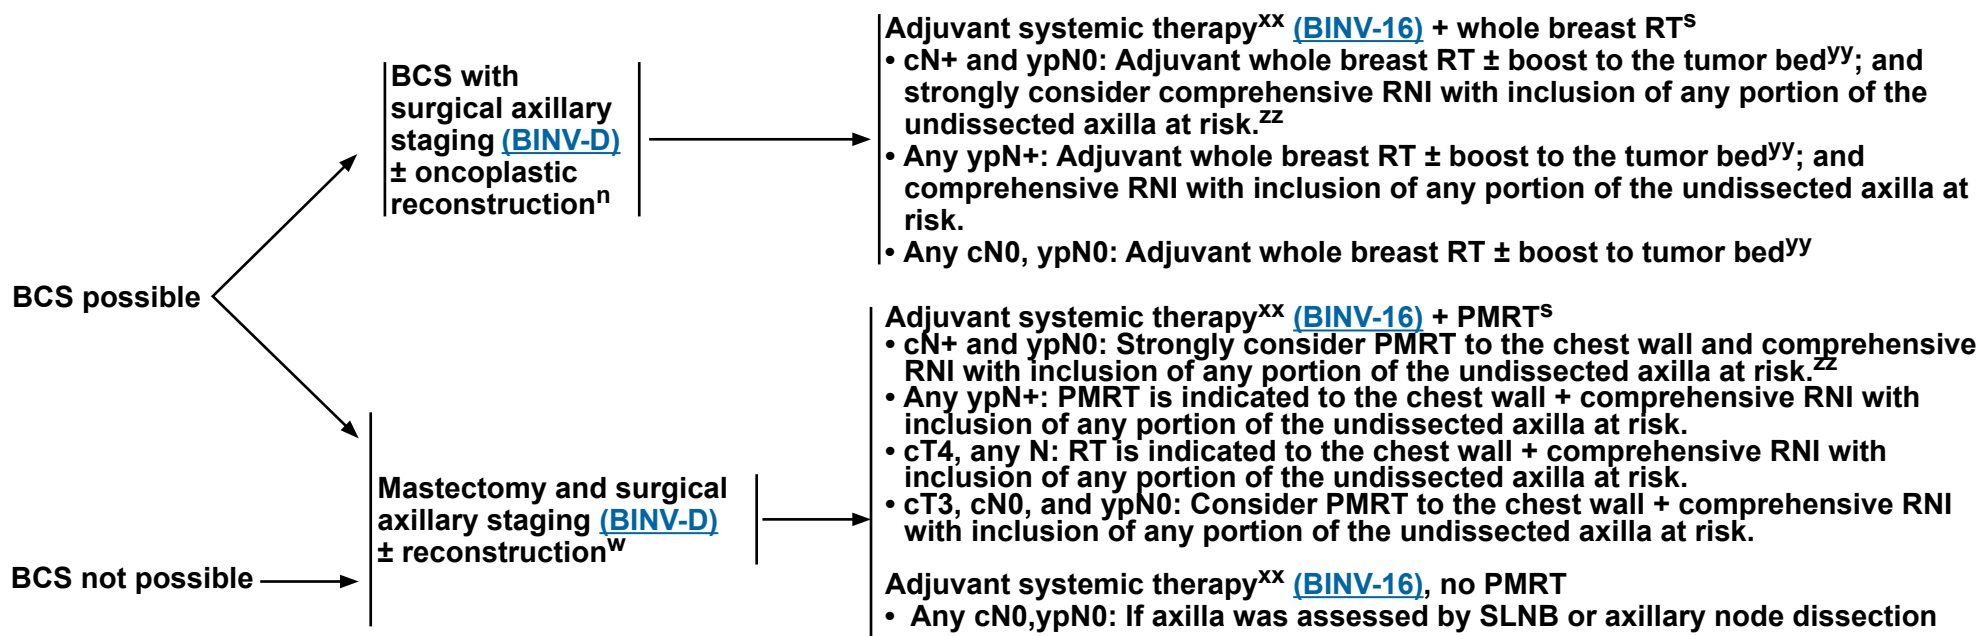 BCS possible
BCS not possible
BCS with
surgical axillary
staging (BINV-D)
± oncoplastic
reconstructionⁿ
Mastectomy and surgical
axillary staging (BINV-D)
± reconstructionʷ
Adjuvant systemic therapyˣˣ (BINV-16) + whole breast RTˢ
• cN+ and ypN0: Adjuvant whole breast RT ± boost to the tumor bedʸʸ; and
strongly consider comprehensive RNI with inclusion of any portion of the
undissected axilla at risk.ᶻᶻ
• Any ypN+: Adjuvant whole breast RT ± boost to the tumor bedʸʸ; and
comprehensive RNI with inclusion of any portion of the undissected axilla at
risk.
• Any cN0, ypN0: Adjuvant whole breast RT ± boost to tumor bedʸʸ
Adjuvant systemic therapyˣˣ (BINV-16) + PMRTˢ
• cN+ and ypN0: Strongly consider PMRT to the chest wall and comprehensive
RNI with inclusion of any portion of the undissected axilla at risk.ᶻᶻ
• Any ypN+: PMRT is indicated to the chest wall + comprehensive RNI with
inclusion of any portion of the undissected axilla at risk.
• cT4, any N: RT is indicated to the chest wall + comprehensive RNI with
inclusion of any portion of the undissected axilla at risk.
• cT3, cN0, and ypN0: Consider PMRT to the chest wall + comprehensive RNI
with inclusion of any portion of the undissected axilla at risk.
Adjuvant systemic therapyˣˣ (BINV-16), no PMRT
• Any cN0,ypN0: If axilla was assessed by SLNB or axillary node dissection